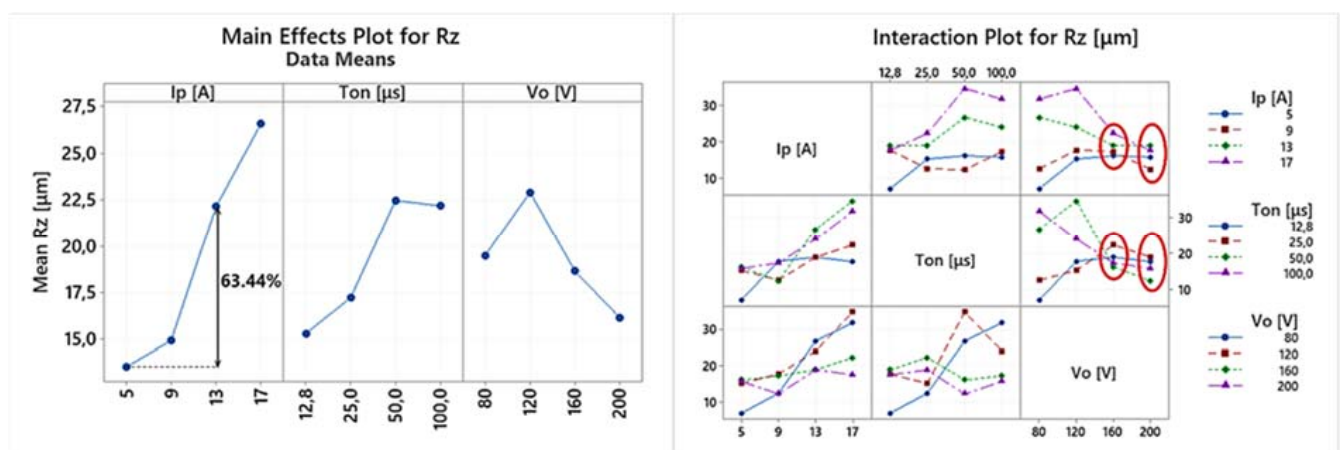 Main Effects Plot for Rz
Data Means
Ip [A] Ton [µs] Vo [V]
Mean Rz [µm]
27,5
25,0
22,5
20,0
17,5
15,0
63.44%
5 9 13 17 12,8 25,0 50,0 100,0 80 120 160 200
Interaction Plot for Rz [µm]
12,8 25,0 50,0 100,0
30
20
10
Ip [A]
Ip [A]
5
9
13
17
Ton [µs]
30
20
10
Ton [µs]
12,8
25,0
50,0
100,0
30
20
10
Vo [V]
Vo [V]
80
120
160
200
5 9 13 17 80 120 160 200